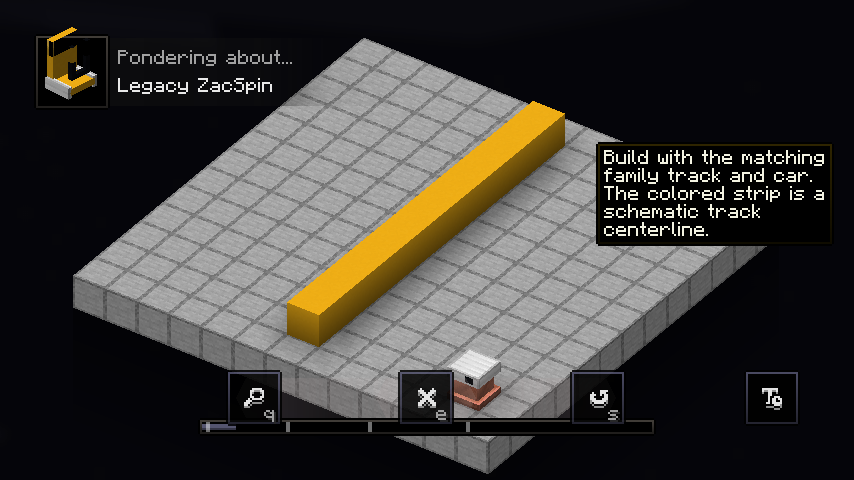 Pondering about...
Legacy ZacSpin
Build with the matching
family track and car.
The colored strip is a
schematic track
centerline.
q
e
s